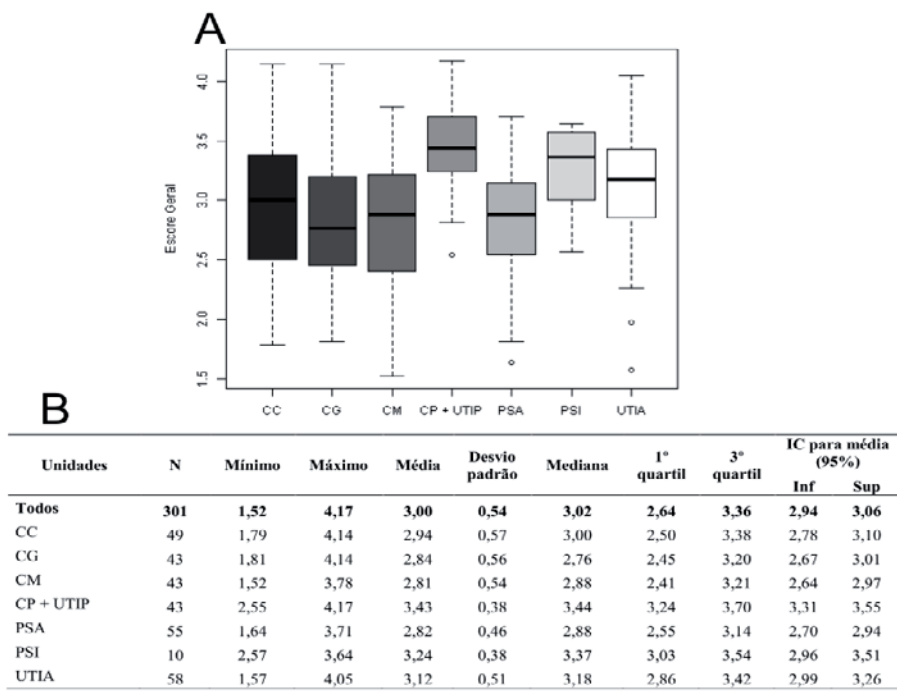 A
Escore Geral
4.0
3.5
3.0
2.5
2.0
1.5
CC CG CM CP + UTIP PSA PSI UTIA
B
Unidades N Mínimo Máximo Média Desvio padrão Mediana 1º quartil 3º quartil IC para média (95%)
Inf Sup
Todos 301 1,52 4,17 3,00 0,54 3,02 2,64 3,36 2,94 3,06
CC 49 1,79 4,14 2,94 0,57 3,00 2,50 3,38 2,78 3,10
CG 43 1,81 4,14 2,84 0,56 2,76 2,45 3,20 2,67 3,01
CM 43 1,52 3,78 2,81 0,54 2,88 2,41 3,21 2,64 2,97
CP + UTIP 43 2,55 4,17 3,43 0,38 3,44 3,24 3,70 3,31 3,55
PSA 55 1,64 3,71 2,82 0,46 2,88 2,55 3,14 2,70 2,94
PSI 10 2,57 3,64 3,24 0,38 3,37 3,03 3,54 2,96 3,51
UTIA 58 1,57 4,05 3,12 0,51 3,18 2,86 3,42 2,99 3,26